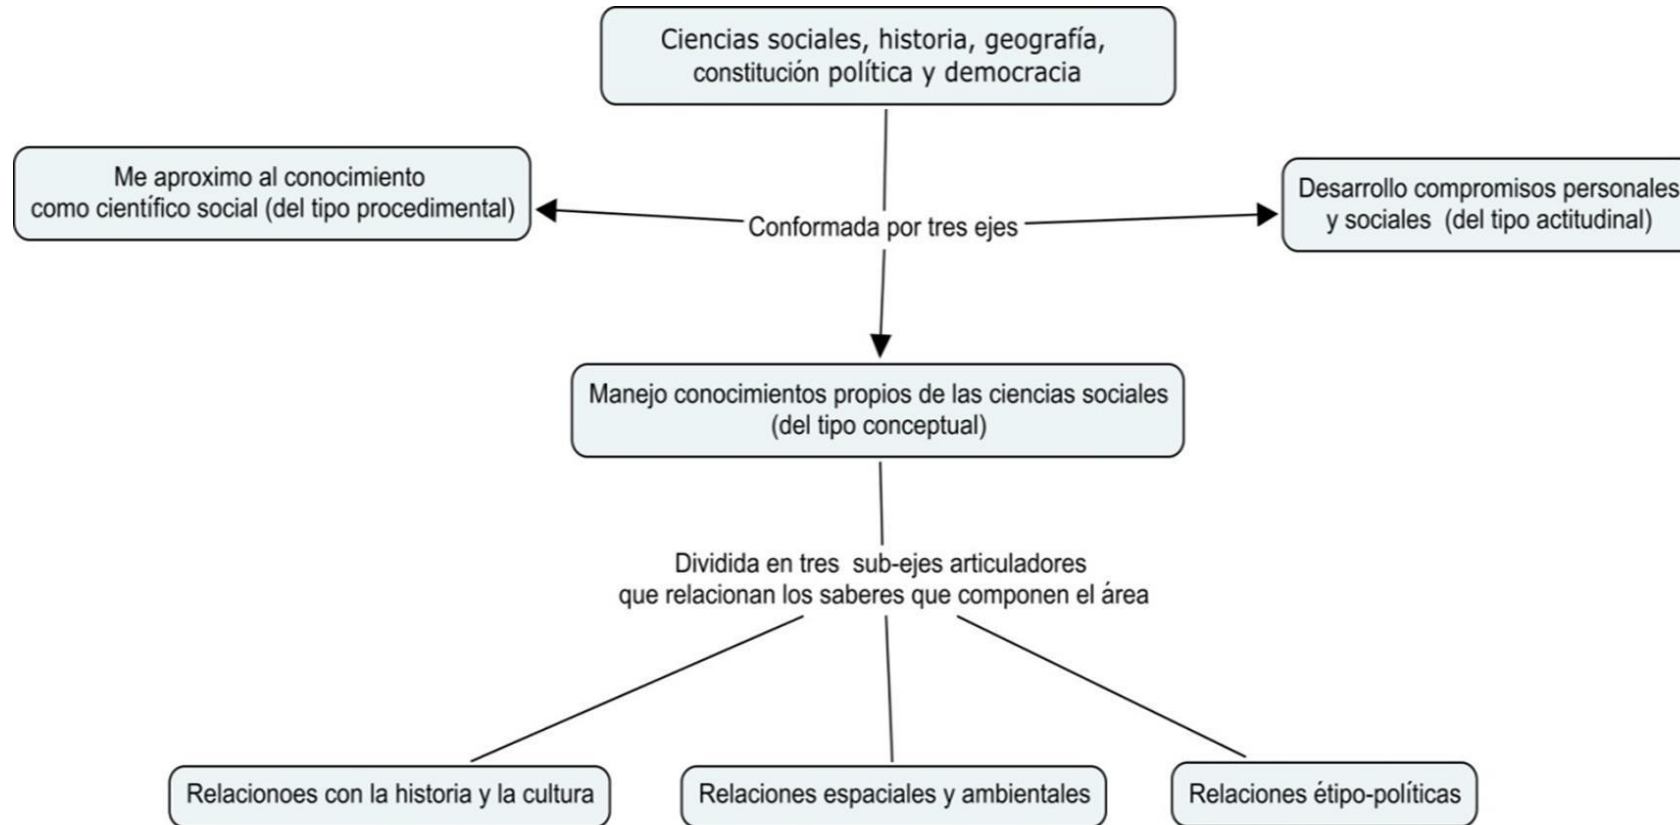 Ciencias sociales, historia, geografía,
constitución política y democracia
Me aproximo al conocimiento
como científico social (del tipo procedimental)
Conformada por tres ejes
Desarrollo compromisos personales
y sociales (del tipo actitudinal)
Manejo conocimientos propios de las ciencias sociales
(del tipo conceptual)
Dividida en tres sub-ejes articuladores
que relacionan los saberes que componen el área
Relacionoes con la historia y la cultura
Relaciones espaciales y ambientales
Relaciones étipo-políticas